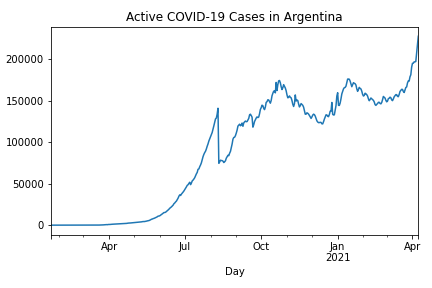 Active COVID-19 Cases in Argentina
200000
150000
100000
50000
0
Apr
Jul
Oct
Jan
2021
Apr
Day